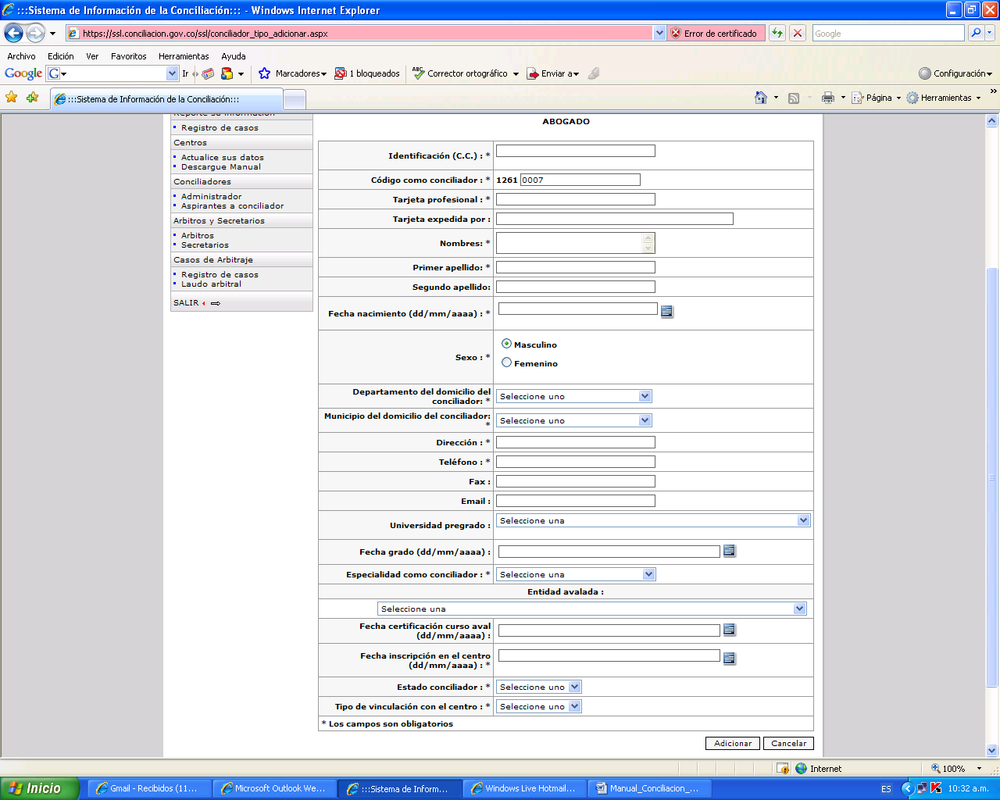 :::Sistema de Información de la Conciliación::: - Windows Internet Explorer
https://ssl.conciliacion.gov.co/ssl/conciliador_tipo_adicionar.aspx
Error de certificado
Google
Archivo Edición Ver Favoritos Herramientas Ayuda
Google G Ir Marcadores 1 bloqueados ABC Corrector ortográfico Enviar a Configuración
:::Sistema de Información de la Conciliación:::
Página Herramientas »
Reporte su información
Registro de casos
Centros
Actualice sus datos
Descargue Manual
Conciliadores
Administrador
Aspirantes a conciliador
Arbitros y Secretarios
Arbitros
Secretarios
Casos de Arbitraje
Registro de casos
Laudo arbitral
SALIR
ABOGADO
Identificación (C.C.) : *
Código como conciliador : * 1261 0007
Tarjeta profesional : *
Tarjeta expedida por :
Nombres: *
Primer apellido: *
Segundo apellido:
Fecha nacimiento (dd/mm/aaaa) : *
Sexo : *
Masculino
Femenino
Departamento del domicilio del
conciliador: *
Seleccione uno
Municipio del domicilio del conciliador:
*
Seleccione uno
Dirección : *
Teléfono : *
Fax :
Email :
Universidad pregrado : Seleccione una
Fecha grado (dd/mm/aaaa) :
Especialidad como conciliador : * Seleccione una
Entidad avalada :
Seleccione una
Fecha certificación curso aval
(dd/mm/aaaa) :
Fecha inscripción en el centro
(dd/mm/aaaa) : *
Estado conciliador : * Seleccione uno
Tipo de vinculación con el centro : * Seleccione uno
* Los campos son obligatorios
Adicionar Cancelar
Internet 100%
Inicio Gmail - Recibidos (11... Microsoft Outlook We... :::Sistema de Inform... Windows Live Hotmail... Manual_Conciliacion_... ES 10:32 a.m.